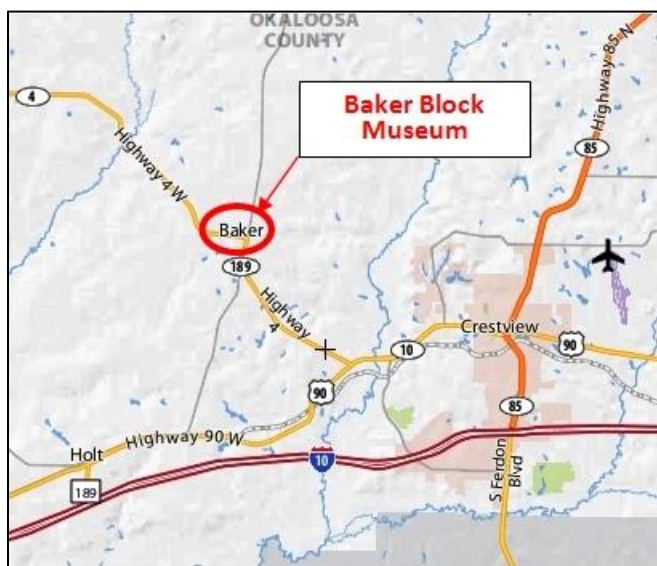 OKALOOSA
COUNTY
4
Highway 4 W
Baker Block
Museum
Highway 85 N
85
Baker
189
Highway
4
Crestview
10
90
90
85
Highway 90 W
Holt
189
10
S Ferdon
Blvd